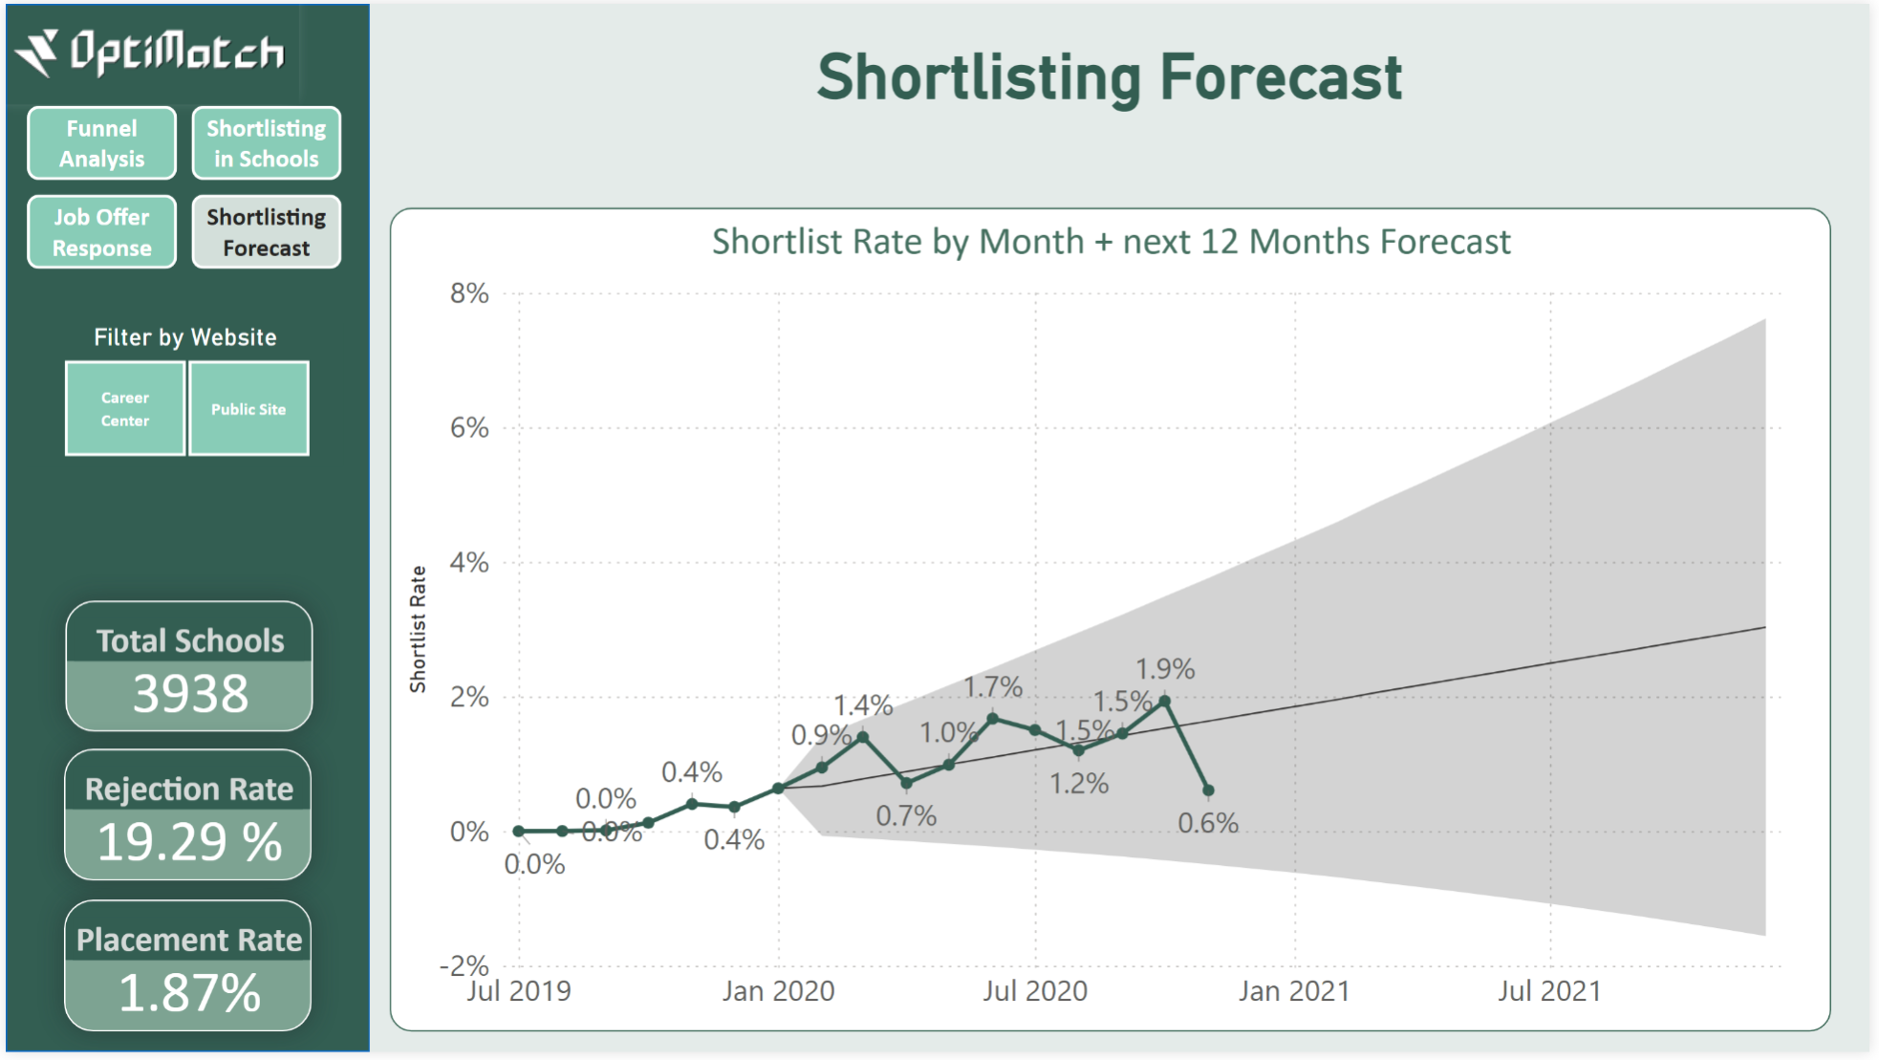 OptiMatch
Funnel
Analysis
Shortlisting
in Schools
Job Offer
Response
Shortlisting
Forecast
Filter by Website
Career
Center
Public Site
Total Schools
3938
Rejection Rate
19.29 %
Placement Rate
1.87%
Shortlisting Forecast
Shortlist Rate by Month + next 12 Months Forecast
Shortlist Rate
8%
6%
4%
2%
0%
-2%
0.0%
0.0%
0.0%
0.4%
0.4%
0.9%
1.4%
0.7%
1.0%
1.7%
1.5%
1.2%
1.5%
1.9%
0.6%
Jul 2019
Jan 2020
Jul 2020
Jan 2021
Jul 2021